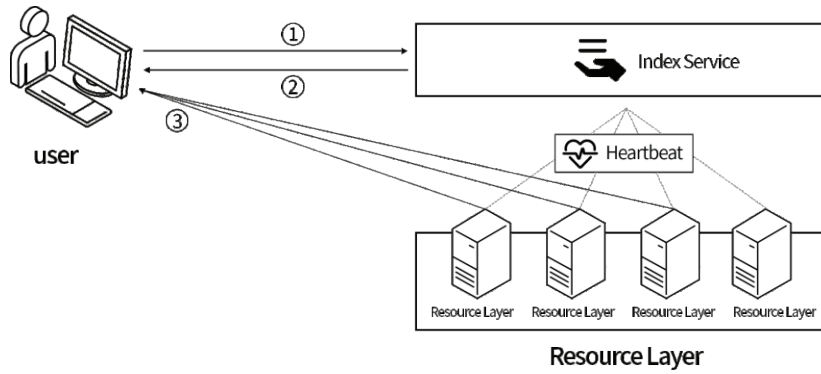 ①
Index Service
②
③
user
Heartbeat
Resource Layer Resource Layer Resource Layer Resource Layer
Resource Layer